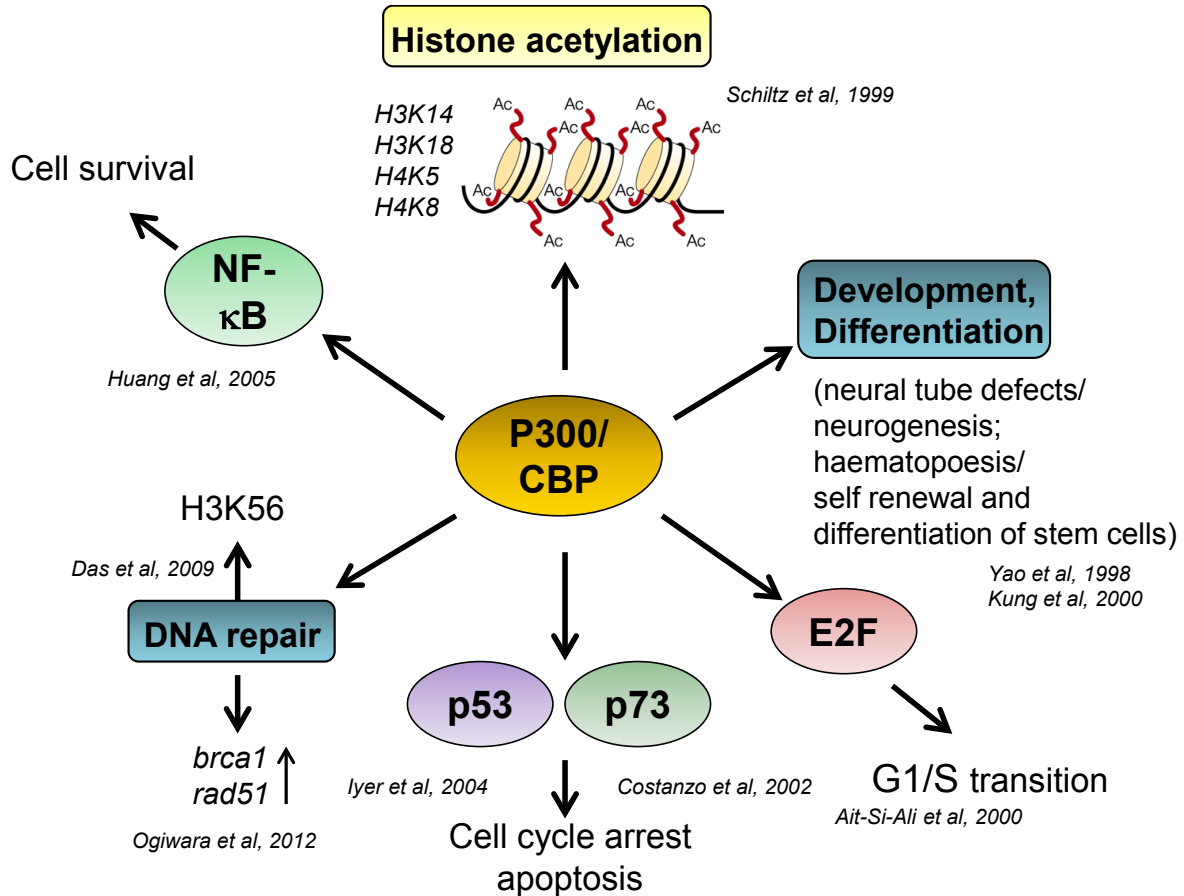 Histone acetylation
Schiltz et al, 1999
H3K14
H3K18
H4K5
H4K8
Ac
Ac
Ac
Ac
Ac
Ac
Ac
Ac
Ac
Ac
Ac
Ac
Cell survival
NF-
κB
Huang et al, 2005
Development,
Differentiation
(neural tube defects/
neurogenesis;
haematopoesis/
self renewal and
differentiation of stem cells)
Yao et al, 1998
Kung et al, 2000
P300/
CBP
H3K56
Das et al, 2009
DNA repair
brca1
rad51
Ogiwara et al, 2012
p53
p73
Iyer et al, 2004
Costanzo et al, 2002
Cell cycle arrest
apoptosis
E2F
G1/S transition
Ait-Si-Ali et al, 2000